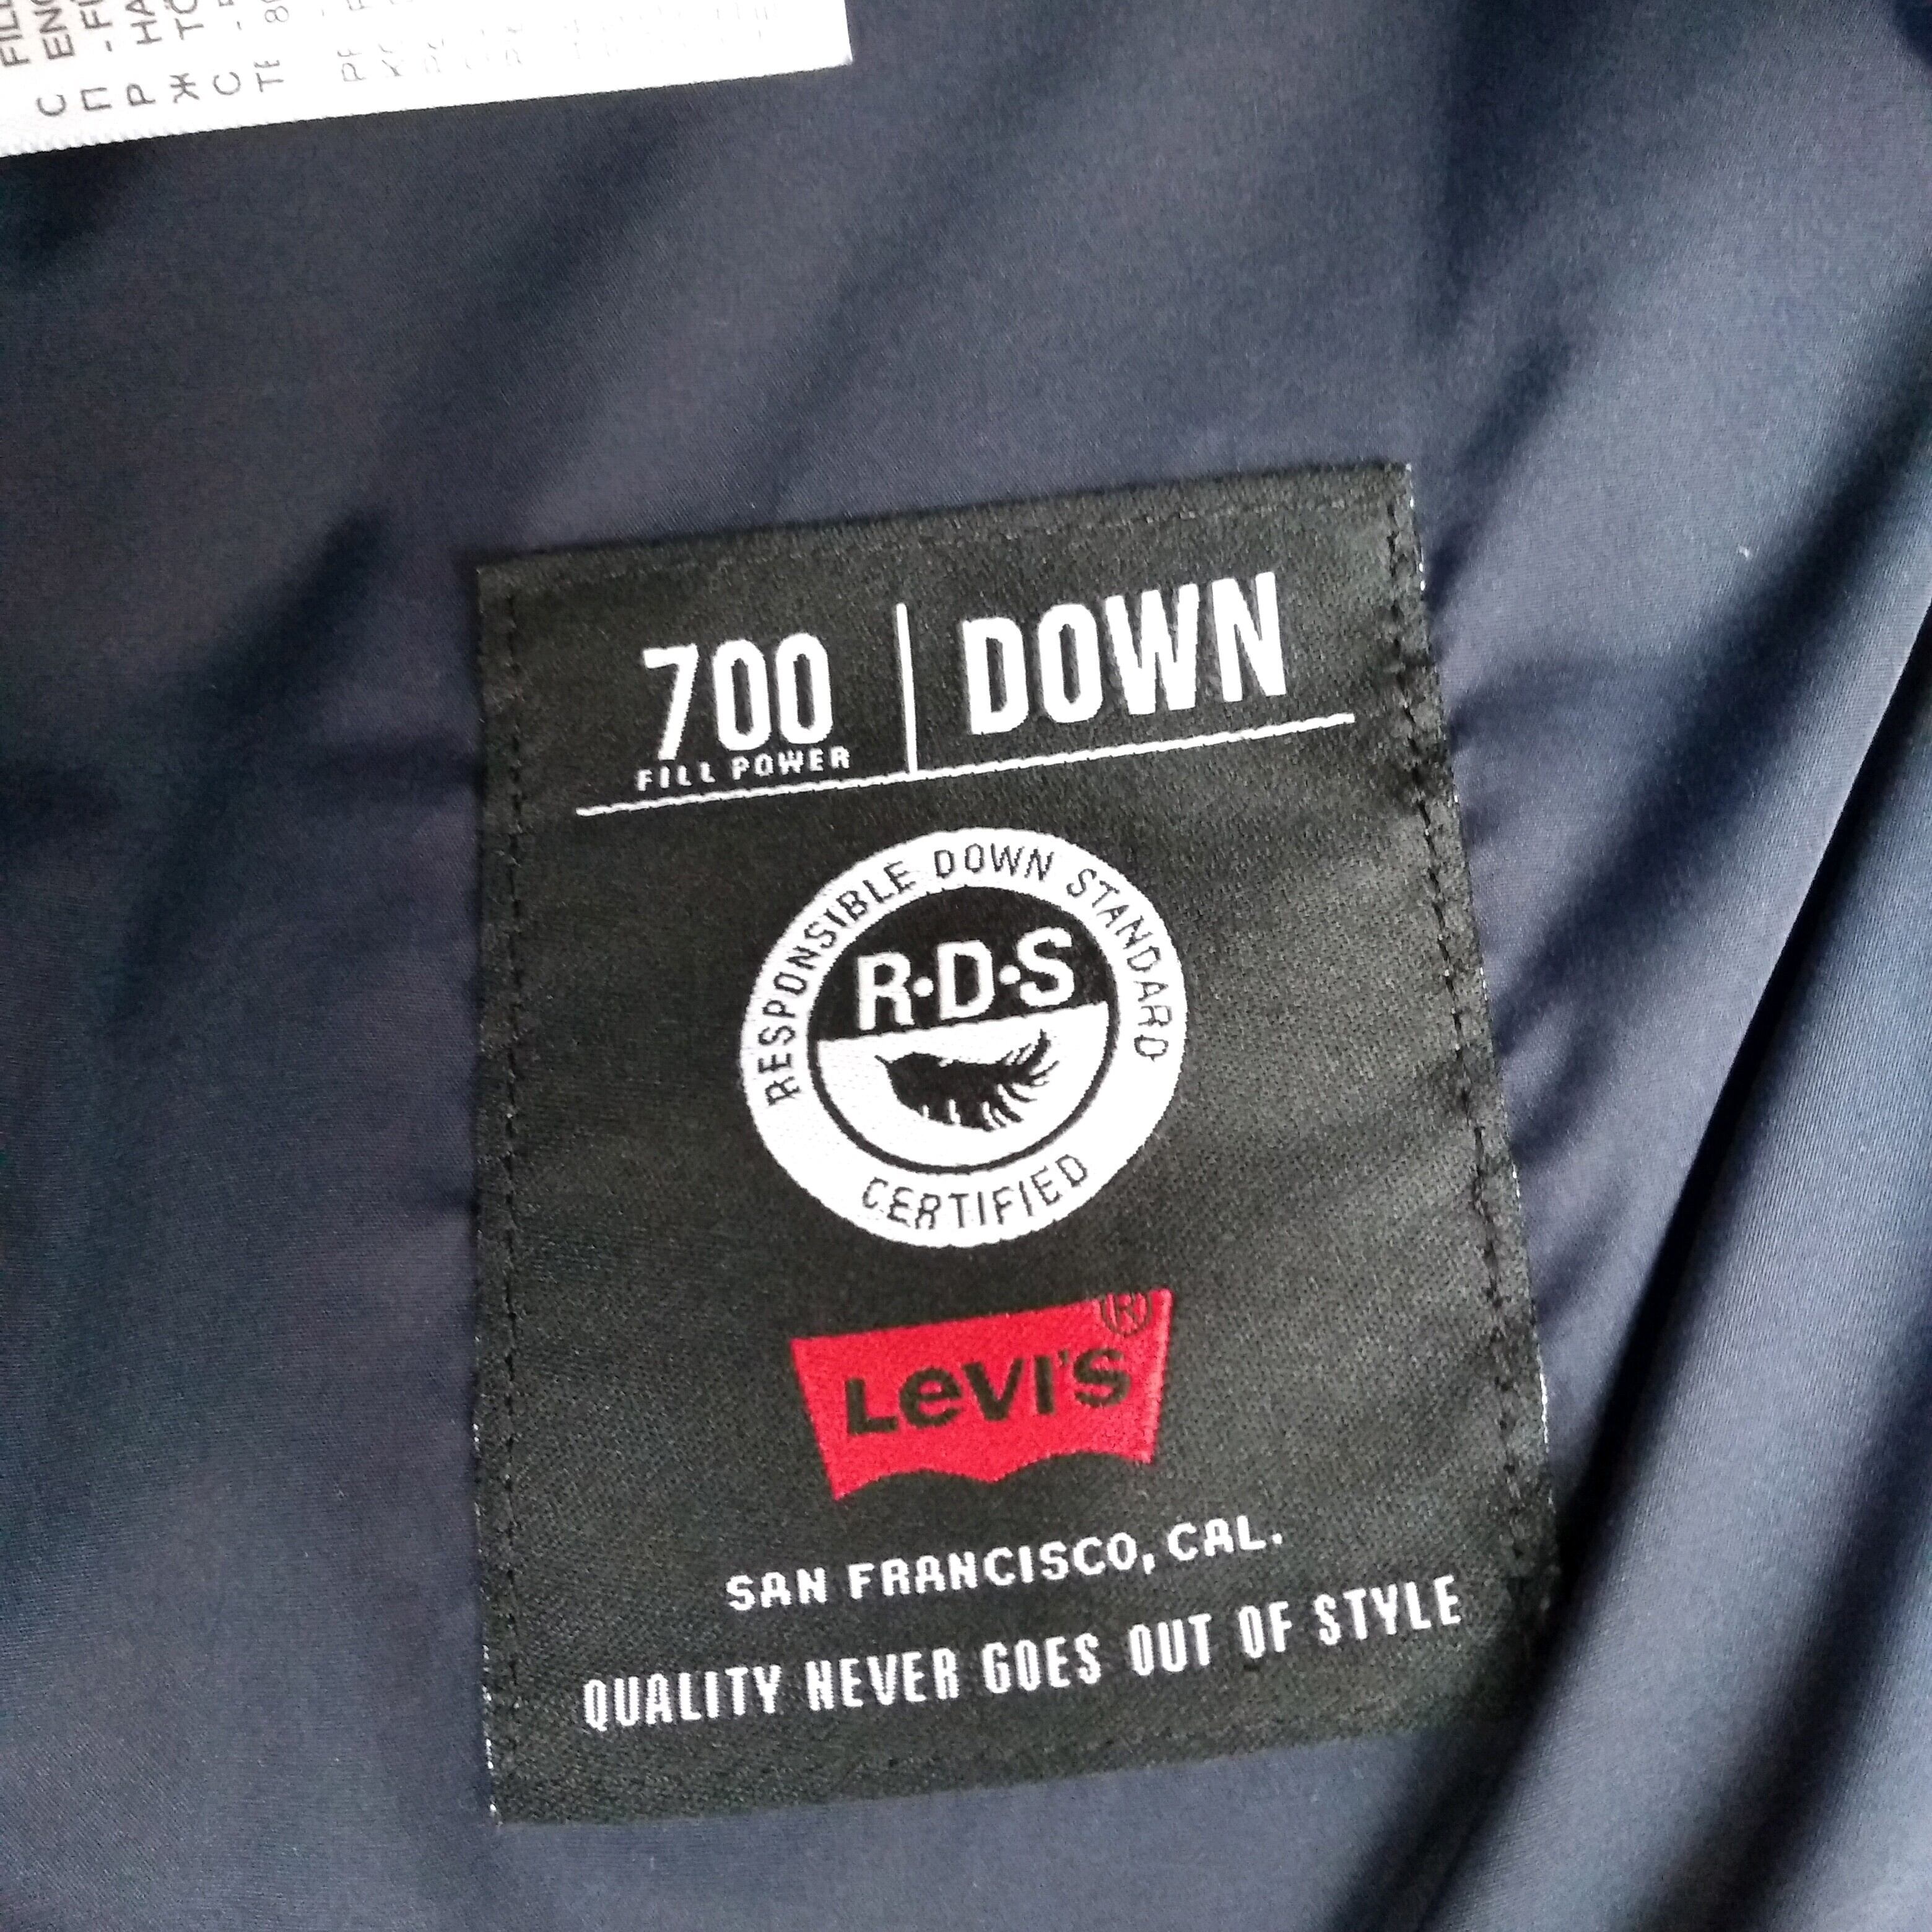 700
FILL POWER
DOWN
RESPONSIBLE DOWN STANDARD
R·D·S
CERTIFIED
Levi's ®
SAN FRANCISCO, CAL.
QUALITY NEVER GOES OUT OF STYLE